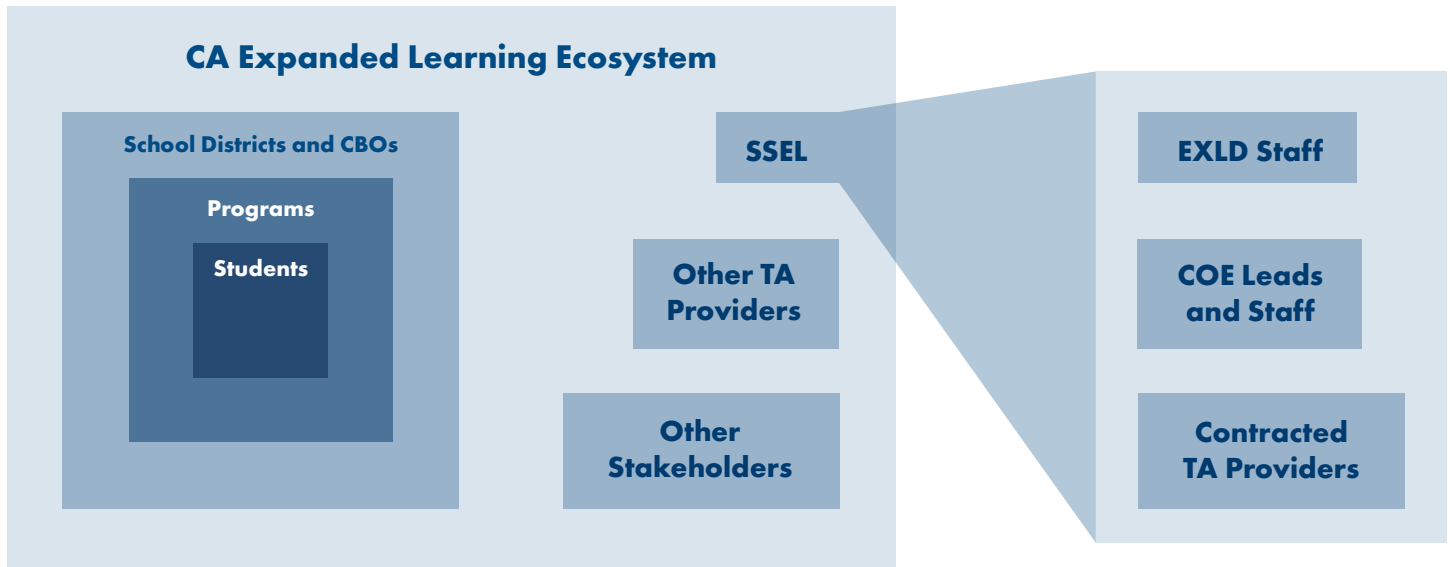 CA Expanded Learning Ecosystem
School Districts and CBOs
Programs
Students
SSEL
Other TA
Providers
Other
Stakeholders
EXLD Staff
COE Leads
and Staff
Contracted
TA Providers